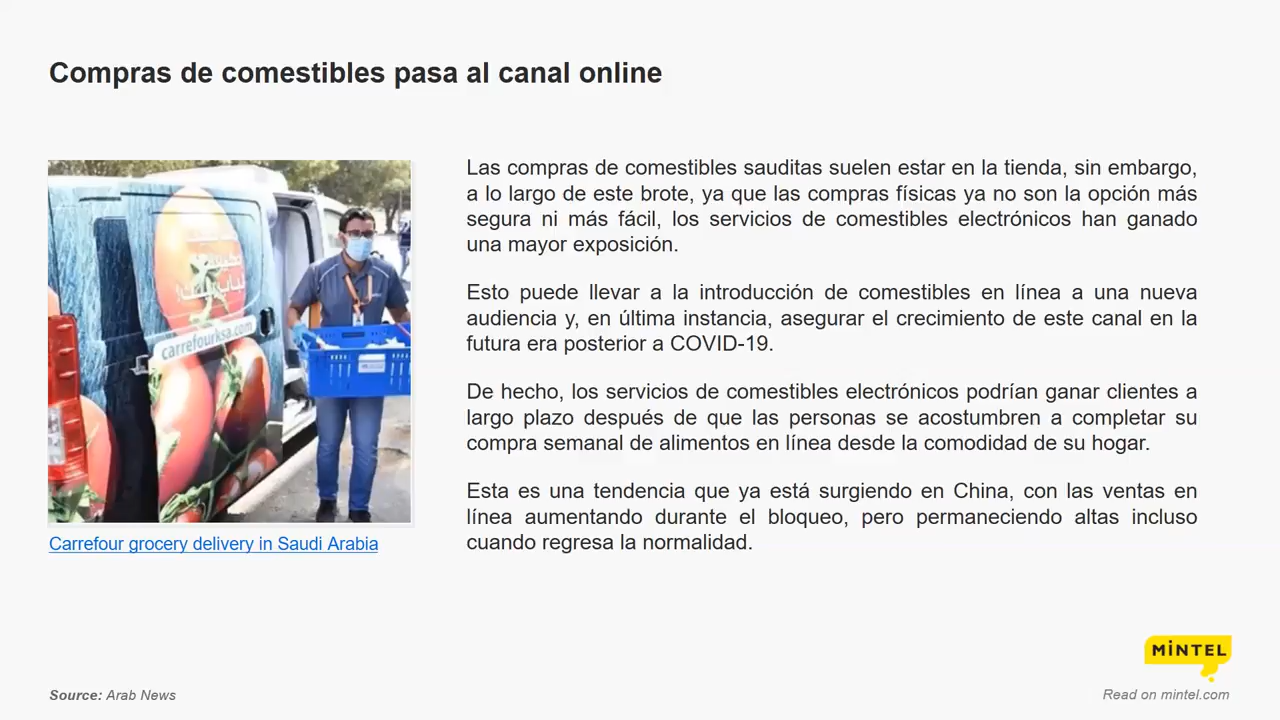 Compras de comestibles pasa al canal online
carrefourksa.com
Carrefour grocery delivery in Saudi Arabia
Las compras de comestibles sauditas suelen estar en la tienda, sin embargo,
a lo largo de este brote, ya que las compras físicas ya no son la opción más
segura ni más fácil, los servicios de comestibles electrónicos han ganado
una mayor exposición.
Esto puede llevar a la introducción de comestibles en línea a una nueva
audiencia y, en última instancia, asegurar el crecimiento de este canal en la
futura era posterior a COVID-19.
De hecho, los servicios de comestibles electrónicos podrían ganar clientes a
largo plazo después de que las personas se acostumbren a completar su
compra semanal de alimentos en línea desde la comodidad de su hogar.
Esta es una tendencia que ya está surgiendo en China, con las ventas en
línea aumentando durante el bloqueo, pero permaneciendo altas incluso
cuando regresa la normalidad.
MiNTEL
Source: Arab News
Read on mintel.com